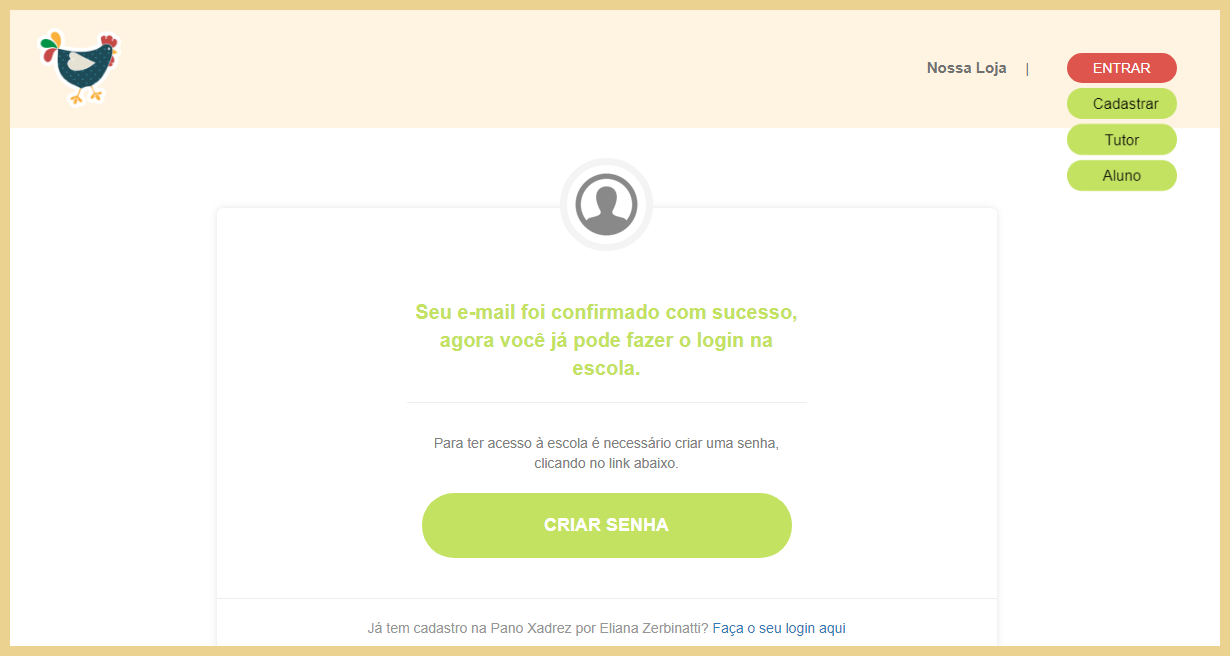 Nossa Loja |
ENTRAR
Cadastrar
Tutor
Aluno
Seu e-mail foi confirmado com sucesso,
agora você já pode fazer o login na
escola.
Para ter acesso à escola é necessário criar uma senha,
clicando no link abaixo.
CRIAR SENHA
Já tem cadastro na Pano Xadrez por Eliana Zerbinatti? Faça o seu login aqui